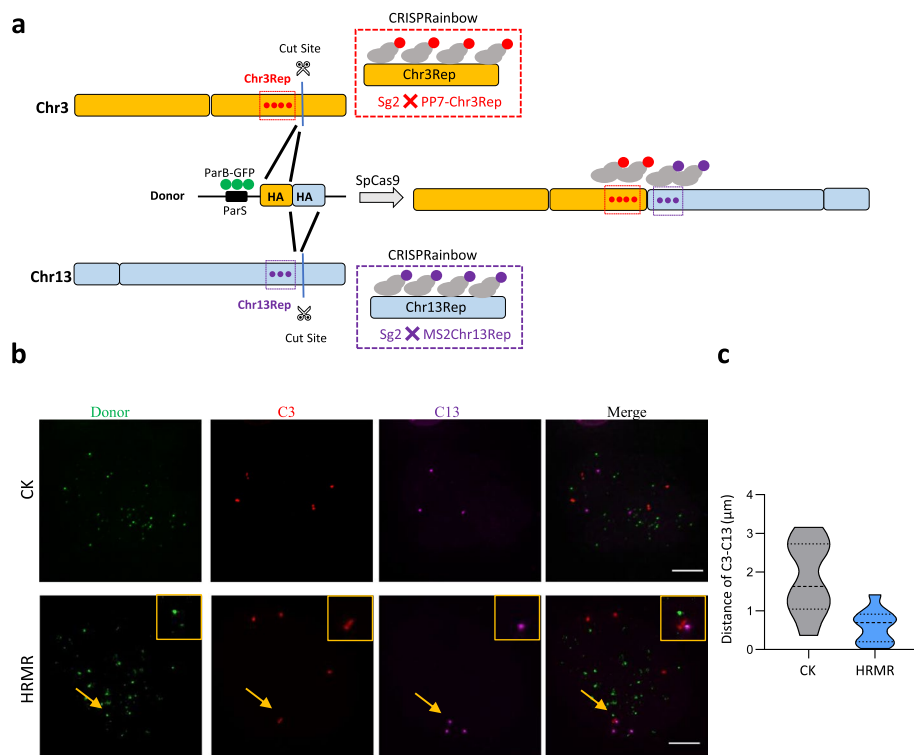 a
CRISPRainbow
Cut Site
Chr3Rep
Chr3Rep
Sg2 ✕ PP7-Chr3Rep
Chr3
ParB-GFP
SpCas9
Donor
HA HA
ParS
CRISPRainbow
Chr13
Chr13Rep
Chr13Rep
Sg2 ✕ MS2Chr13Rep
Cut Site
b
c
Donor C3 C13 Merge
CK
HRMR
Distance of C3-C13 (μm)
4
3
2
1
0
CK HRMR